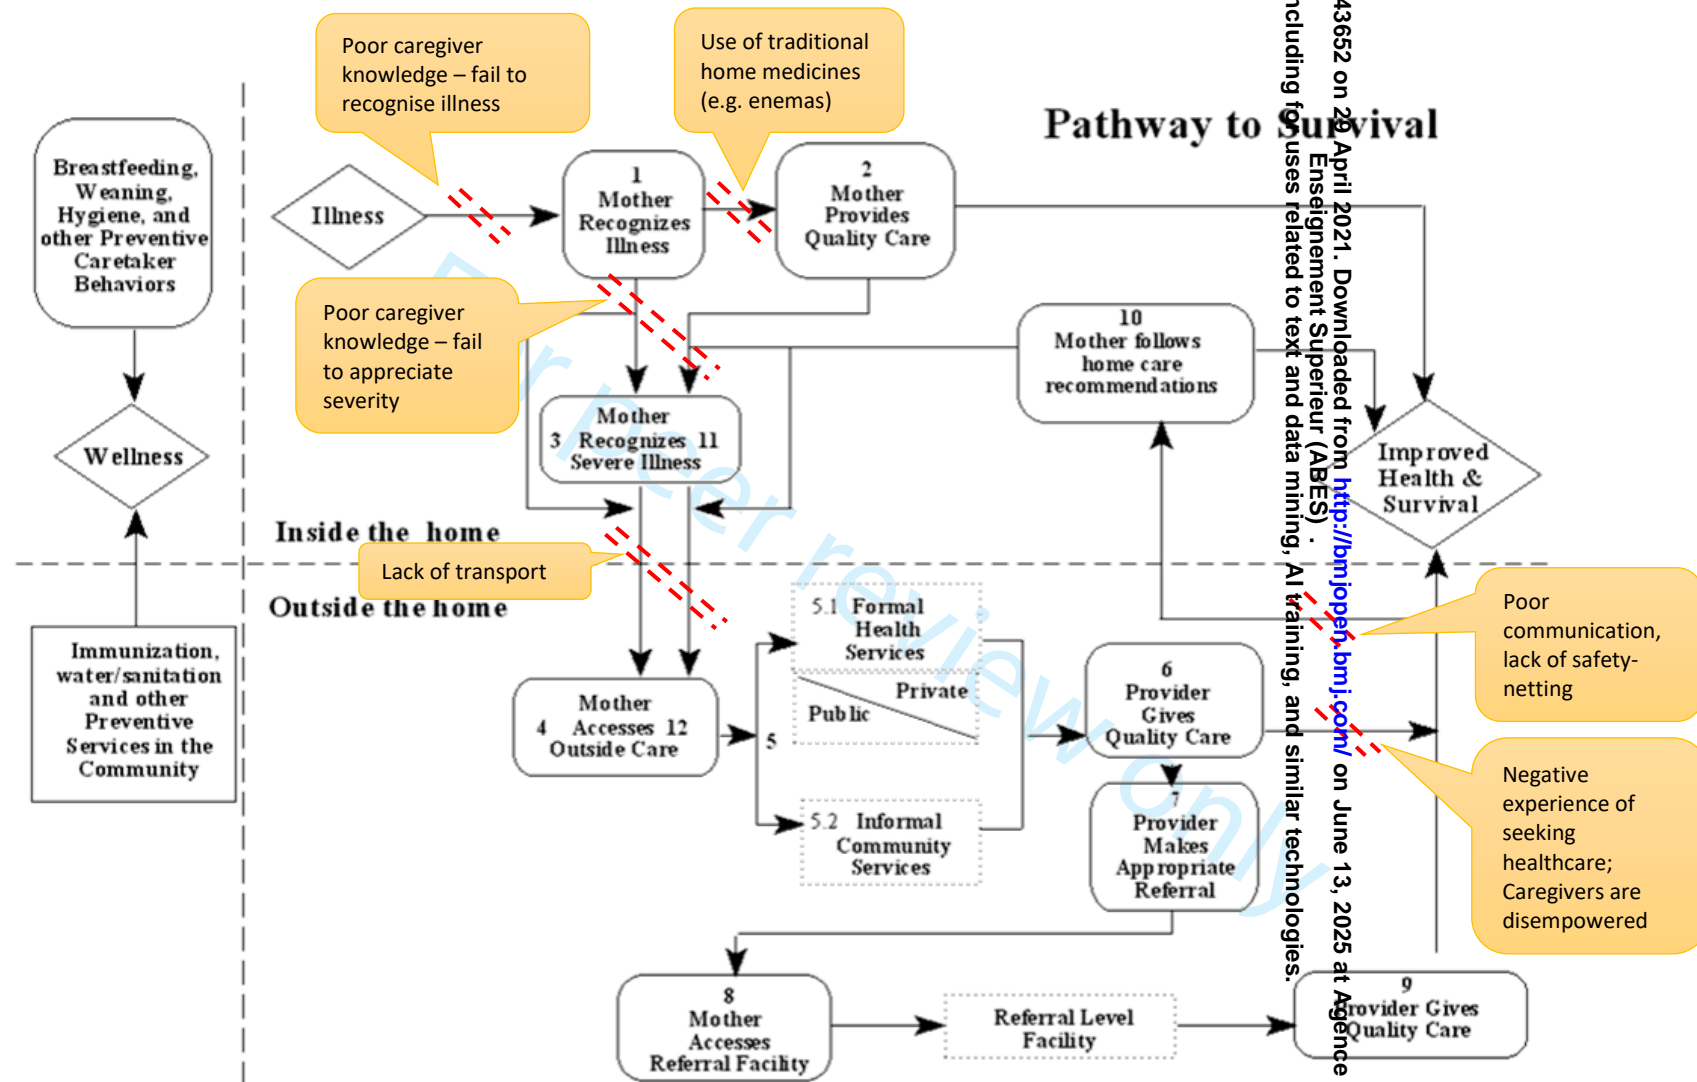 Pathway to Survival
Poor caregiver
knowledge – fail to
recognise illness
Use of traditional
home medicines
(e.g. enemas)
Breastfeeding,
Weaning,
Hygiene, and
other Preventive
Caretaker
Behaviors
Illness
1
Mother
Recognizes
Illness
2
Mother
Provides
Quality Care
Poor caregiver
knowledge – fail
to appreciate
severity
10
Mother follows
home care
recommendations
Mother
3 Recognizes 11
Severe Illness
Wellness
Improved
Health &
Survival
Inside the home
Lack of transport
Outside the home
Immunization,
water/sanitation
and other
Preventive
Services in the
Community
5.1 Formal
Health
Services
Private
Public
Mother
4 Accesses 12
Outside Care
5
5.2 Informal
Community
Services
6
Provider
Gives
Quality Care
7
Provider
Makes
Appropriate
Referral
Poor
communication,
lack of safety-
netting
Negative
experience of
seeking
healthcare;
Caregivers are
disempowered
8
Mother
Accesses
Referral Facility
Referral Level
Facility
9
Provider Gives
Quality Care
For peer review only
43652 on 29 April 2021. Downloaded from http://bmjopen.bmj.com/ on June 13, 2025 at Agence
Enseignement Superieur (ABES) .
ncluding for uses related to text and data mining, AI training, and similar technologies.